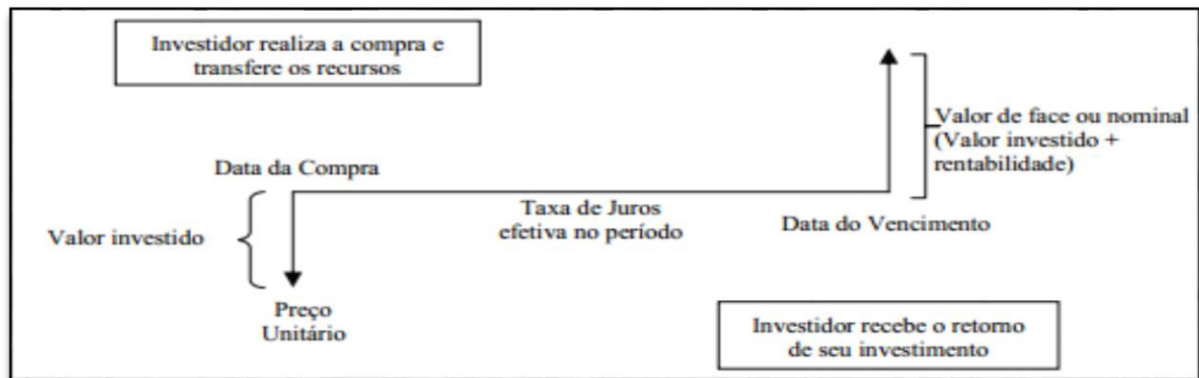 Investidor realiza a compra e
transfere os recursos
Valor de face ou nominal
(Valor investido +
rentabilidade)
Data da Compra
Taxa de Juros
efetiva no período
Data do Vencimento
Valor investido
Preço
Unitário
Investidor recebe o retorno
de seu investimento